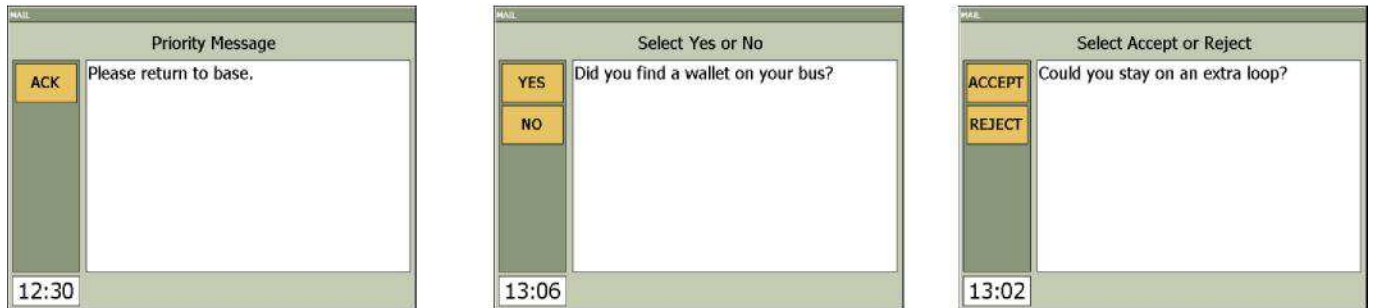 MAIL
Priority Message
ACK
Please return to base.
12:30
MAIL
Select Yes or No
YES
Did you find a wallet on your bus?
NO
13:06
MAIL
Select Accept or Reject
ACCEPT
Could you stay on an extra loop?
REJECT
13:02